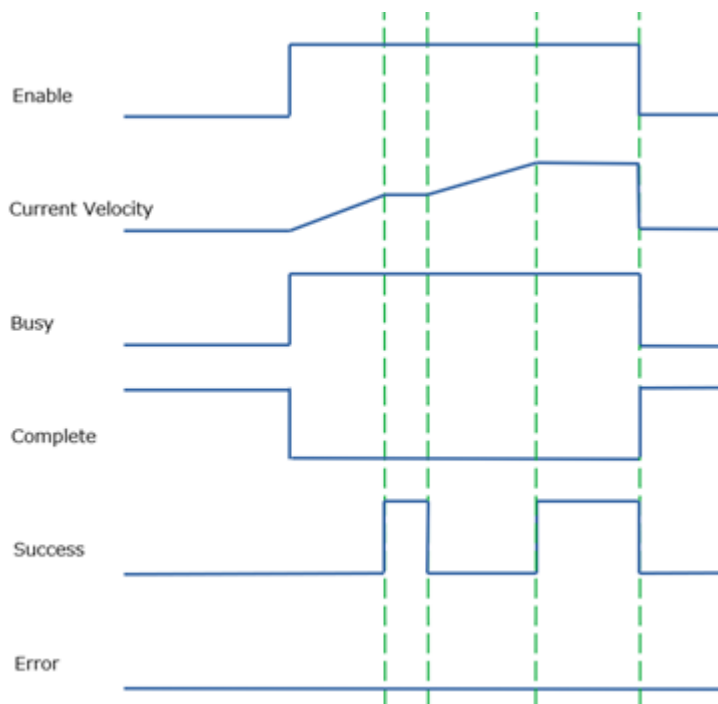 Enable
Current Velocity
Busy
Complete
Success
Error